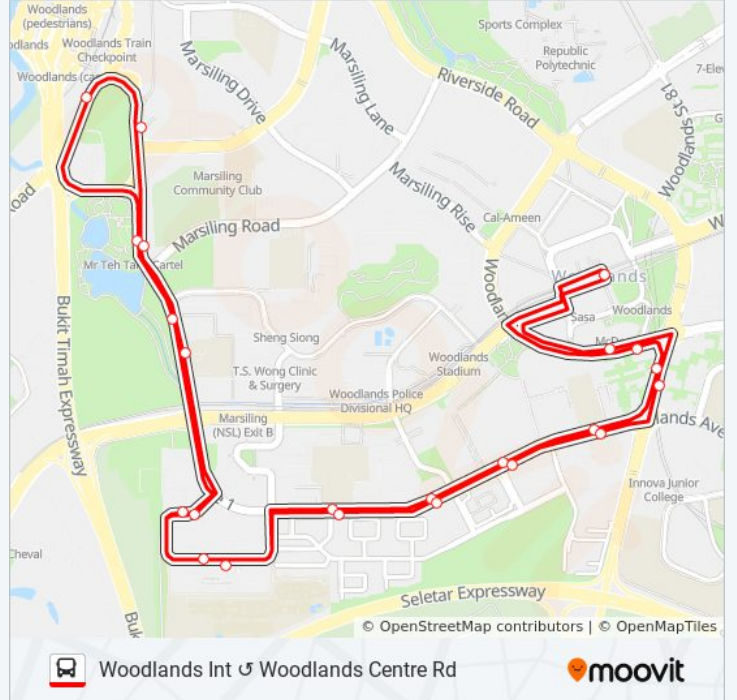 Woodlands
(pedestrians)
Sports Complex
Woodlands Train
Checkpoint
Republic
Polytechnic
Woodlands
Marsiling Drive
Marsiling Lane
Riverside Road
Woodlands St 81
Marsiling
Community Club
Marsiling Rise
Cal-Ameen
Marsiling Road
Sasa
Woodlands
Sheng Siong
Woodlands
Stadium
T.S. Wong Clinic
& Surgery
Woodlands Police
Divisional HQ
Bukit Timah Expressway
Marsiling
(NSL) Exit B
Innova Junior
College
Seletar Expressway
© OpenStreetMap contributors | © OpenMapTiles
Woodlands Int ↺ Woodlands Centre Rd
moovit